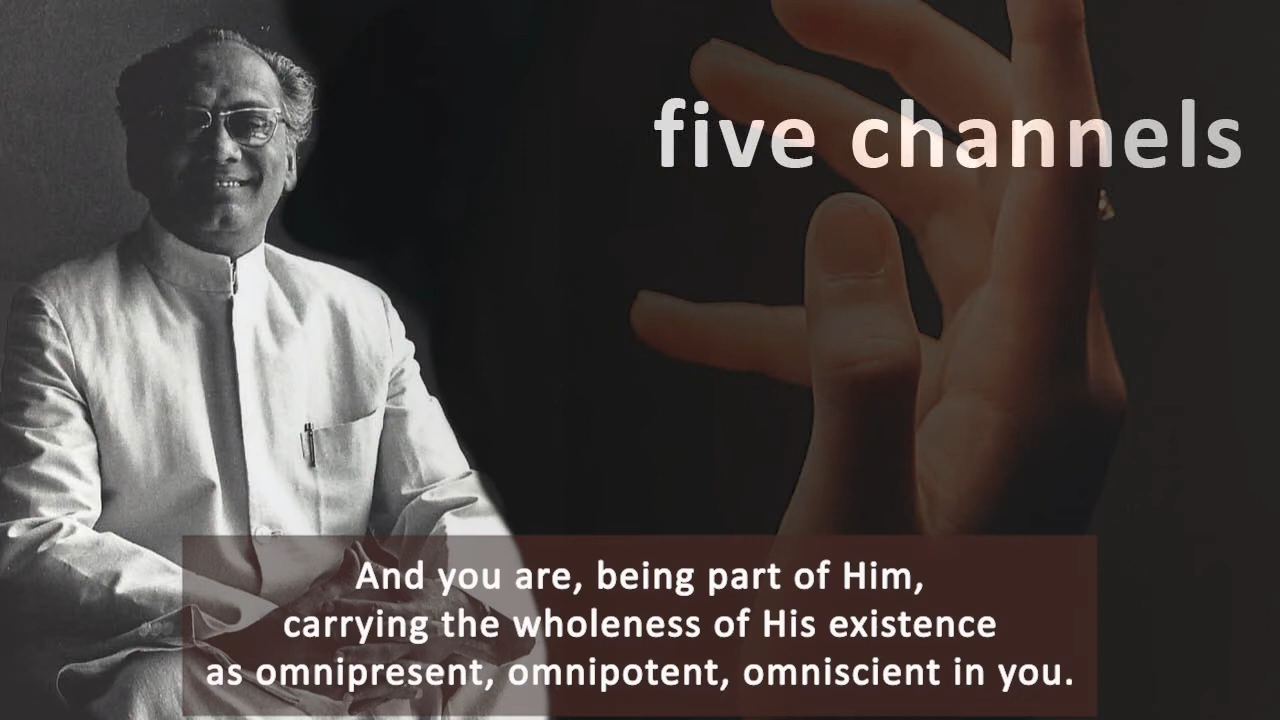 five channels
And you are, being part of Him,
carrying the wholeness of His existence
as omnipresent, omnipotent, omniscient in you.